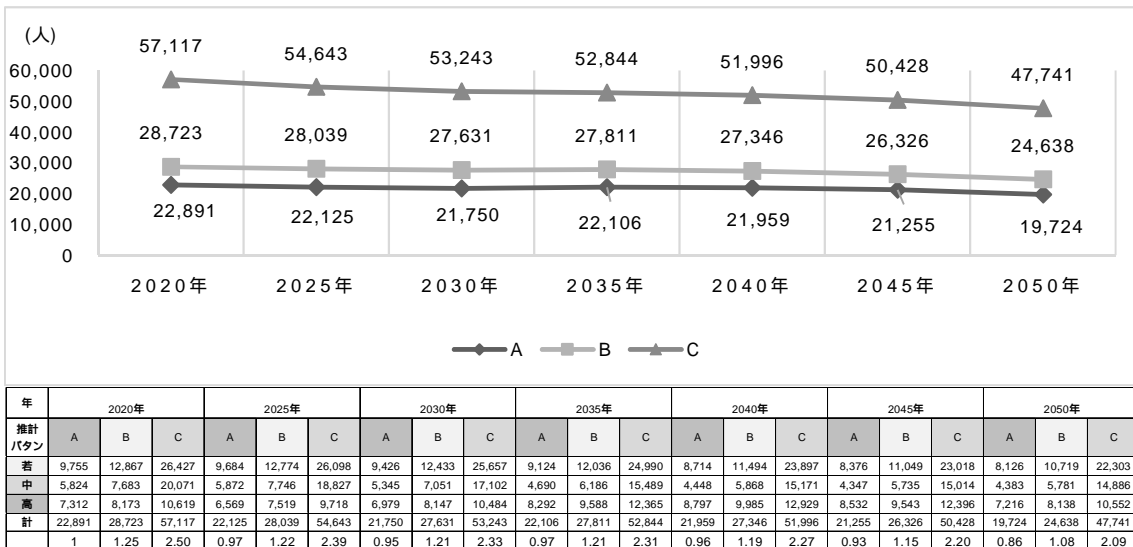 (人)
57,117 54,643 53,243 52,844 51,996 50,428 47,741
60,000
50,000
40,000
28,723 28,039 27,631 27,811 27,346 26,326 24,638
30,000
20,000
22,891 22,125 21,750 22,106 21,959 21,255 19,724
10,000
0
2020年 2025年 2030年 2035年 2040年 2045年 2050年
A B C
年 2020年 2025年 2030年 2035年 2040年 2045年 2050年
推計
パタン A B C A B C A B C A B C A B C A B C A B C
若 9,755 12,867 26,427 9,684 12,774 26,098 9,426 12,433 25,657 9,124 12,036 24,990 8,714 11,494 23,897 8,376 11,049 23,018 8,126 10,719 22,303
中 5,824 7,683 20,071 5,872 7,746 18,827 5,345 7,051 17,102 4,690 6,186 15,489 4,448 5,868 15,171 4,347 5,735 15,014 4,383 5,781 14,886
高 7,312 8,173 10,619 6,569 7,519 9,718 6,979 8,147 10,484 8,292 9,588 12,365 8,797 9,985 12,929 8,532 9,543 12,396 7,216 8,138 10,552
計 22,891 28,723 57,117 22,125 28,039 54,643 21,750 27,631 53,243 22,106 27,811 52,844 21,959 27,346 51,996 21,255 26,326 50,428 19,724 24,638 47,741
1 1.25 2.50 0.97 1.22 2.39 0.95 1.21 2.33 0.97 1.21 2.31 0.96 1.19 2.27 0.93 1.15 2.20 0.86 1.08 2.09